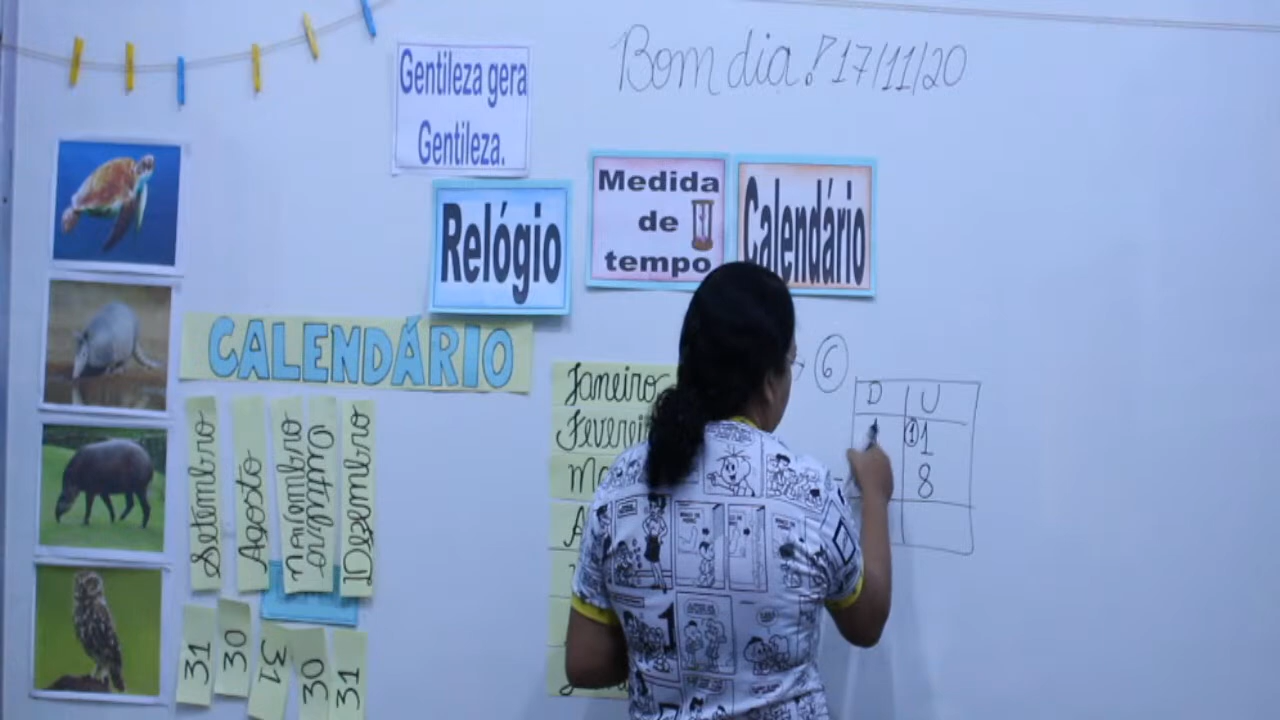 Bom dia! 17/11/20
Gentileza gera
Gentileza.
Relógio
Medida
de
tempo
Calendário
CALENDÁRIO
Janeiro
Setembro
Agosto
Novembro
Outubro
Dezembro
31
30
31
30
31
6
D U
1 1
8